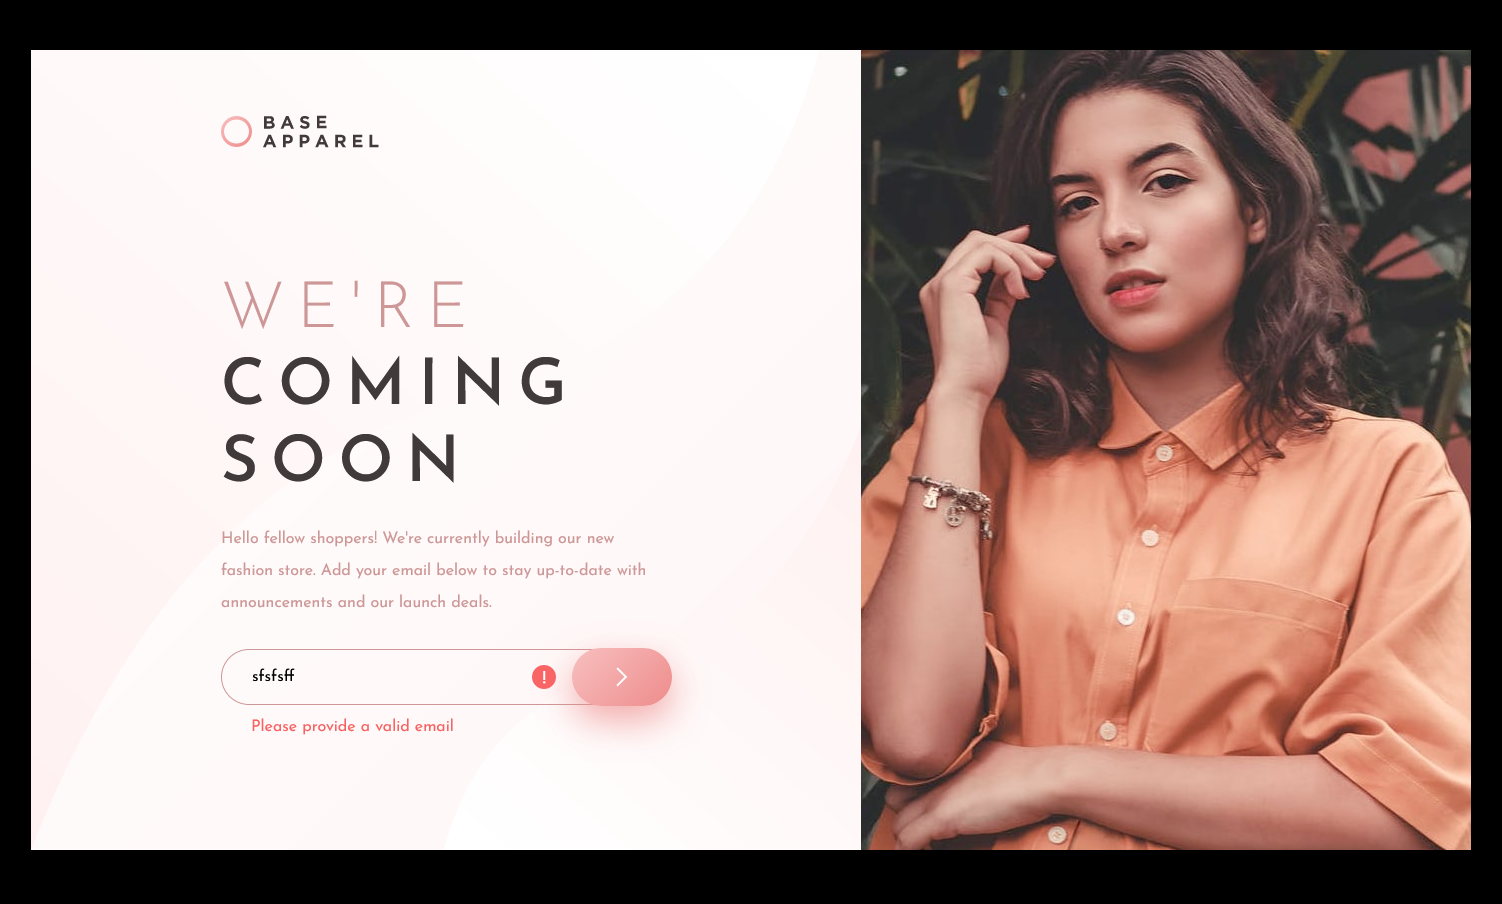 BASE
APPAREL
WE'RE
COMING
SOON
Hello fellow shoppers! We're currently building our new
fashion store. Add your email below to stay up-to-date with
announcements and our launch deals.
sfsfsff
!
Please provide a valid email